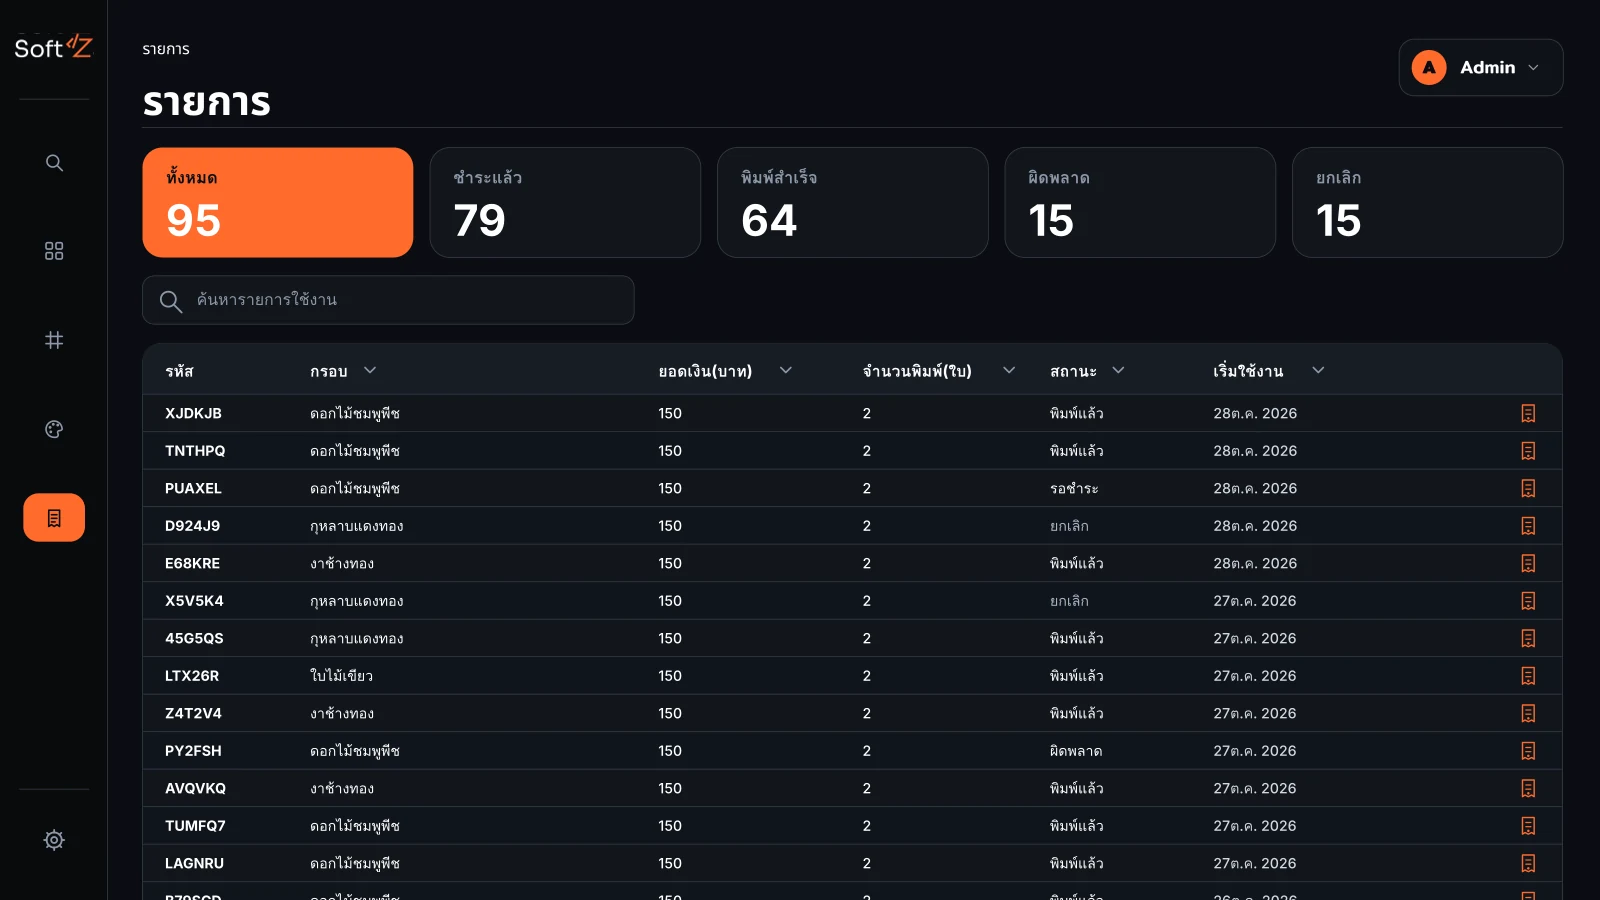 Soft</Z
รายการ
A Admin
รายการ
ทั้งหมด
95
ชำระแล้ว
79
พิมพ์สำเร็จ
64
ผิดพลาด
15
ยกเลิก
15
ค้นหารายการใช้งาน
รหัส กรอบ ยอดเงิน(บาท) จำนวนพิมพ์(ใบ) สถานะ เริ่มใช้งาน
XJDKJB ดอกไม้ชมพูพีช 150 2 พิมพ์แล้ว 28ต.ค. 2026
TNTHPQ ดอกไม้ชมพูพีช 150 2 พิมพ์แล้ว 28ต.ค. 2026
PUAXEL ดอกไม้ชมพูพีช 150 2 รอชำระ 28ต.ค. 2026
D924J9 กุหลาบแดงทอง 150 2 ยกเลิก 28ต.ค. 2026
E68KRE งาช้างทอง 150 2 พิมพ์แล้ว 28ต.ค. 2026
X5V5K4 กุหลาบแดงทอง 150 2 ยกเลิก 27ต.ค. 2026
45G5QS กุหลาบแดงทอง 150 2 พิมพ์แล้ว 27ต.ค. 2026
LTX26R ใบไม้เขียว 150 2 พิมพ์แล้ว 27ต.ค. 2026
Z4T2V4 งาช้างทอง 150 2 พิมพ์แล้ว 27ต.ค. 2026
PY2FSH ดอกไม้ชมพูพีช 150 2 ผิดพลาด 27ต.ค. 2026
AVQVKQ งาช้างทอง 150 2 พิมพ์แล้ว 27ต.ค. 2026
TUMFQ7 ดอกไม้ชมพูพีช 150 2 พิมพ์แล้ว 27ต.ค. 2026
LAGNRU ดอกไม้ชมพูพีช 150 2 พิมพ์แล้ว 27ต.ค. 2026